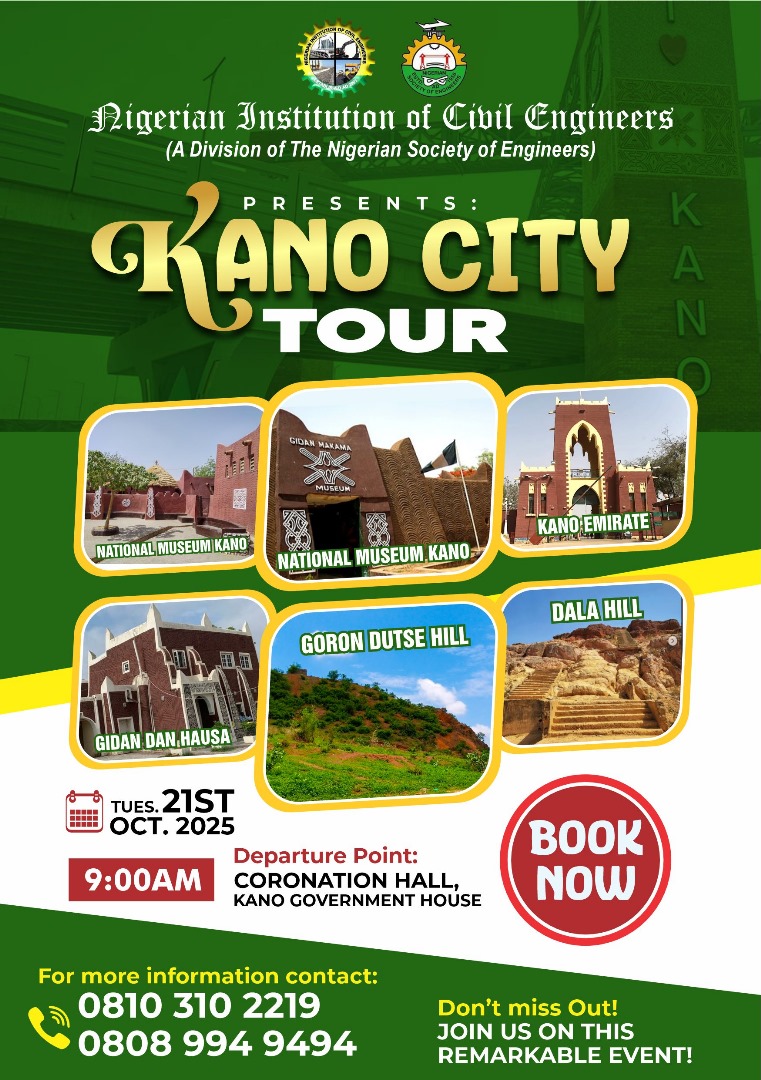 Nigerian Institution of Civil Engineers
(A Division of The Nigerian Society of Engineers)
PRESENTS:
KANO CITY
TOUR
KANO
GIDAN MAKAMA
MUSEUM
NATIONAL MUSEUM KANO
NATIONAL MUSEUM KANO
KANO EMIRATE
GIDAN DAN HAUSA
GORON DUTSE HILL
DALA HILL
TUES. 21ST
OCT. 2025
9:00AM
Departure Point:
CORONATION HALL,
KANO GOVERNMENT HOUSE
BOOK
NOW
For more information contact:
0810 310 2219
0808 994 9494
Don't miss Out!
JOIN US ON THIS
REMARKABLE EVENT!